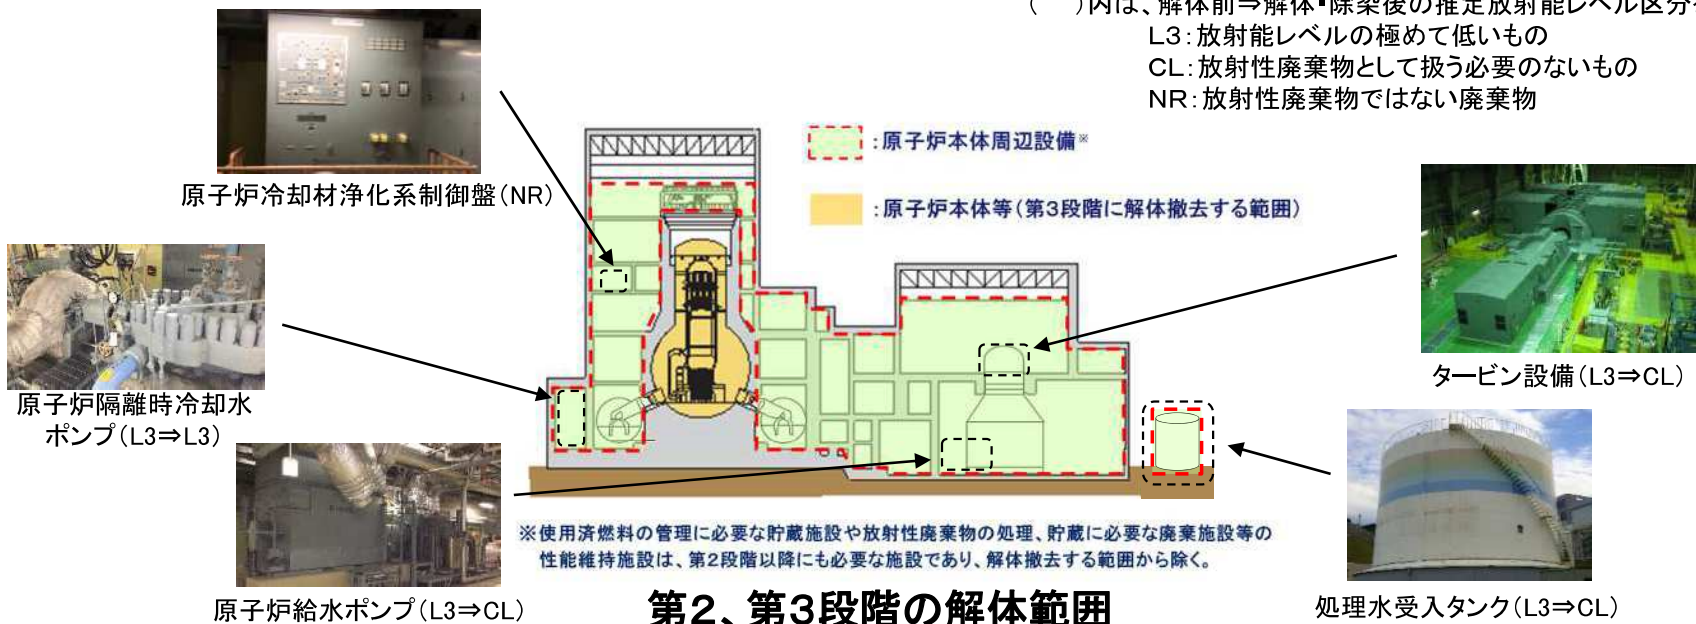 ( )内は、解体前⇒解体・除染後の推定放射能レベル区分
L3:放射能レベルの極めて低いもの
CL:放射性廃棄物として扱う必要のないもの
NR:放射性廃棄物ではない廃棄物
:原子炉本体周辺設備※
原子炉冷却材浄化系制御盤(NR)
:原子炉本体等(第3段階に解体撤去する範囲)
タービン設備(L3⇒CL)
原子炉隔離時冷却水
ポンプ(L3⇒L3)
※使用済燃料の管理に必要な貯蔵施設や放射性廃棄物の処理、貯蔵に必要な廃棄施設等の
性能維持施設は、第2段階以降にも必要な施設であり、解体撤去する範囲から除く。
原子炉給水ポンプ(L3⇒CL)
第2、第3段階の解体範囲
処理水受入タンク(L3⇒CL)